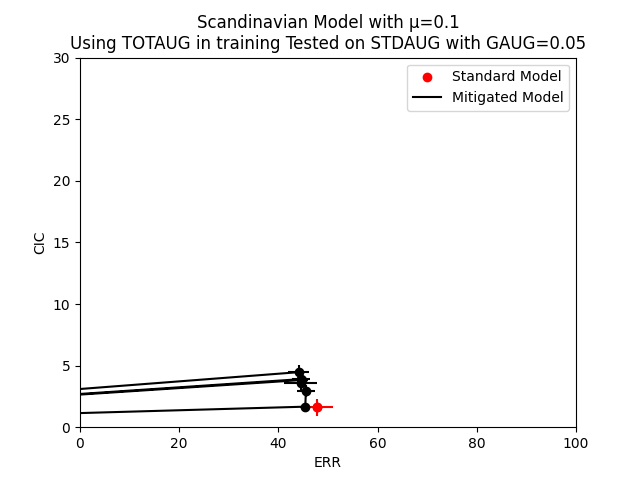 Scandinavian Model with μ=0.1
Using TOTAUG in training Tested on STDAUG with GAUG=0.05
Standard Model
Mitigated Model
30
25
20
15
10
5
0
CIC
0 20 40 60 80 100
ERR